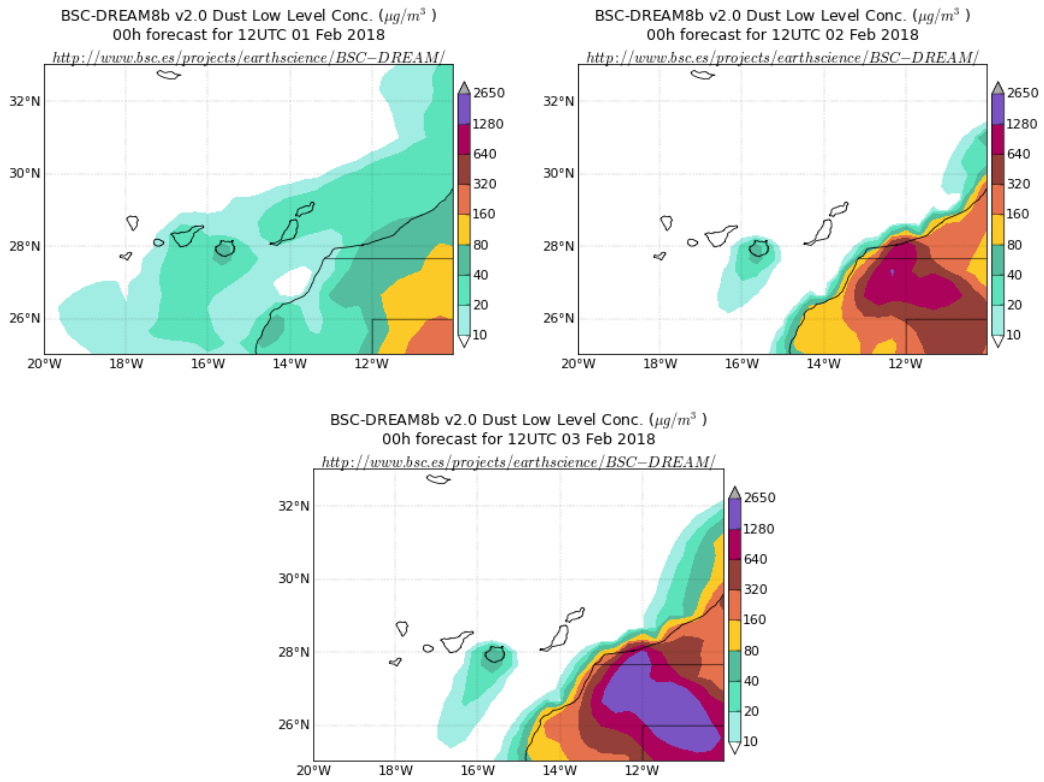 BSC-DREAM8b v2.0 Dust Low Level Conc. (μg/m³ )
00h forecast for 12UTC 01 Feb 2018
http://www.bsc.es/projects/earthscience/BSC-DREAM/
32°N
30°N
28°N
26°N
20°W
18°W
16°W
14°W
12°W
2650
1280
640
320
160
80
40
20
10
BSC-DREAM8b v2.0 Dust Low Level Conc. (μg/m³ )
00h forecast for 12UTC 02 Feb 2018
http://www.bsc.es/projects/earthscience/BSC-DREAM/
32°N
30°N
28°N
26°N
20°W
18°W
16°W
14°W
12°W
2650
1280
640
320
160
80
40
20
10
BSC-DREAM8b v2.0 Dust Low Level Conc. (μg/m³ )
00h forecast for 12UTC 03 Feb 2018
http://www.bsc.es/projects/earthscience/BSC-DREAM/
32°N
30°N
28°N
26°N
20°W
18°W
16°W
14°W
12°W
2650
1280
640
320
160
80
40
20
10